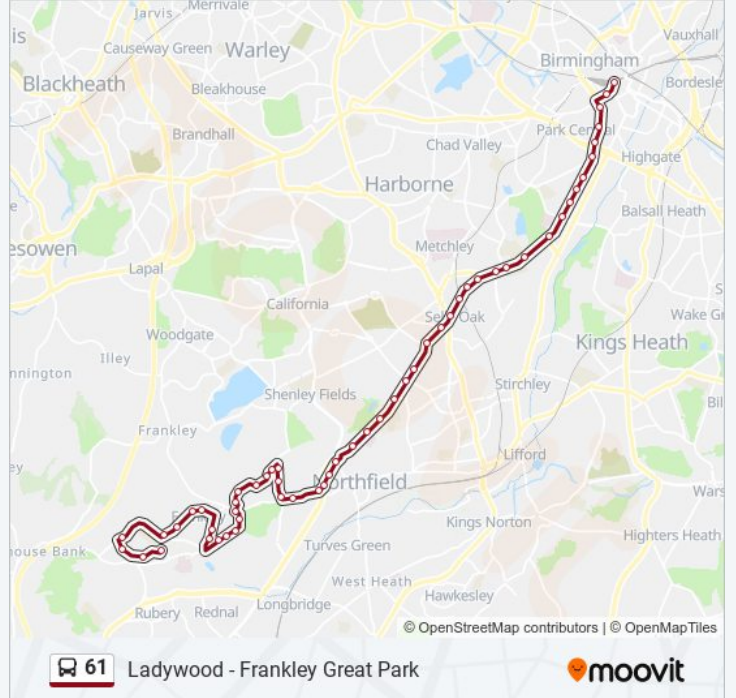 Jarvis
Merrivale
is
Causeway Green
Warley
Vauxhall
Birmingham
Blackheath
Bleakhouse
Bordesle
Brandhall
Park Central
Chad Valley
Highgate
Harborne
e
Balsall Heath
esowen
Metchley
Lapal
S
California
Selly Oak
Wake Gr
Woodgate
Kings Heath
Illey
nnington
Stirchley
Shenley Fields
Bil
Frankley
Lifford
ey
Northfield
Wars
Kings Norton
Highters Heath
house Bank
Turves Green
West Heath
Hawkesley
Longbridge
Rubery
Rednal
© OpenStreetMap contributors | © OpenMapTiles
61
Ladywood - Frankley Great Park
moovit